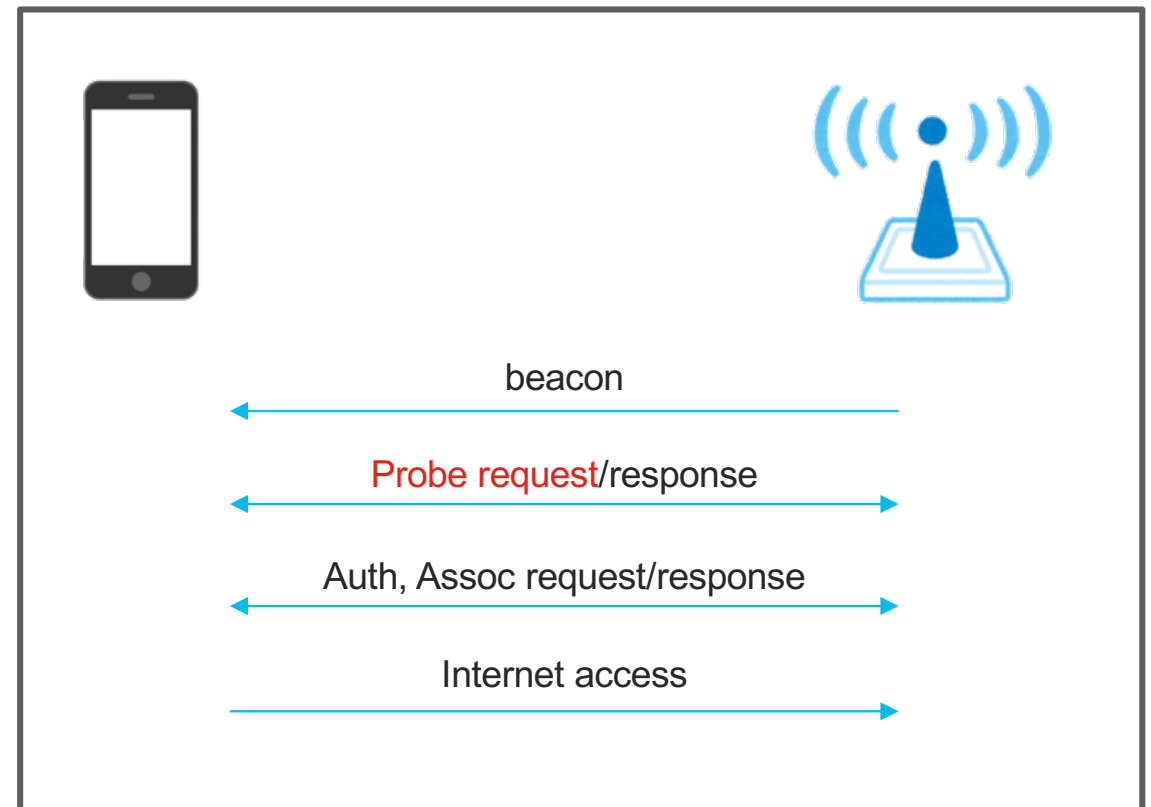 beacon
Probe request/response
Auth, Assoc request/response
Internet access